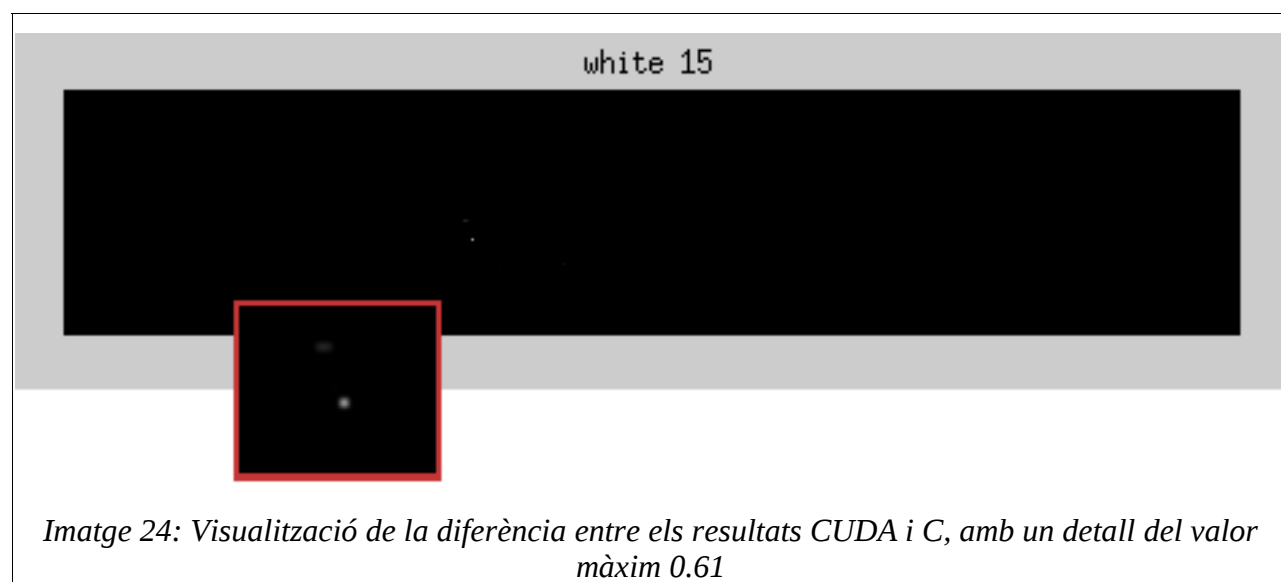 white 15
Imatge 24: Visualització de la diferència entre els resultats CUDA i C, amb un detall del valor
màxim 0.61